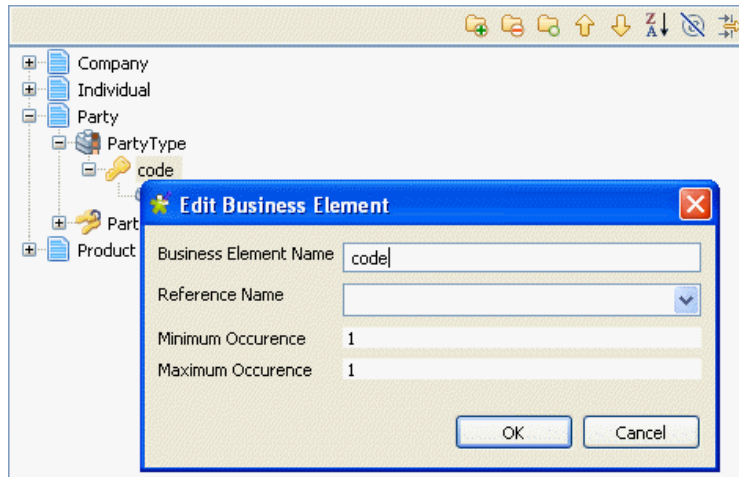 Z
A
Company
Individual
Party
PartyType
code
Part
Product
Edit Business Element
Business Element Name
code
Reference Name
Minimum Occurence
1
Maximum Occurence
1
OK
Cancel